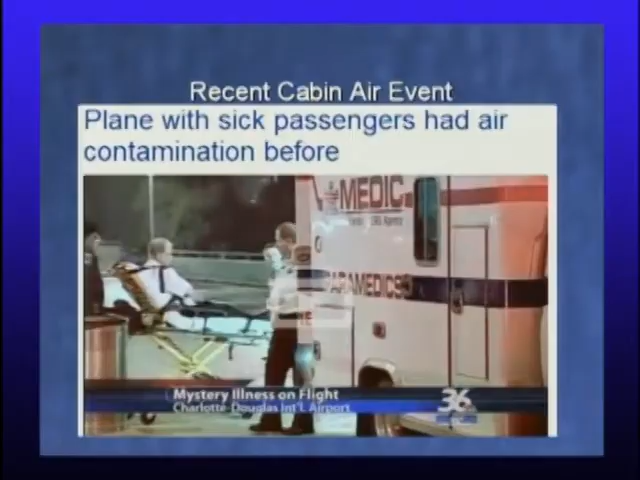 Recent Cabin Air Event
Plane with sick passengers had air
contamination before
MEDIC
PARAMEDICS
Mystery Illness on Flight
Charlotte-Douglas Int'L Airport
36